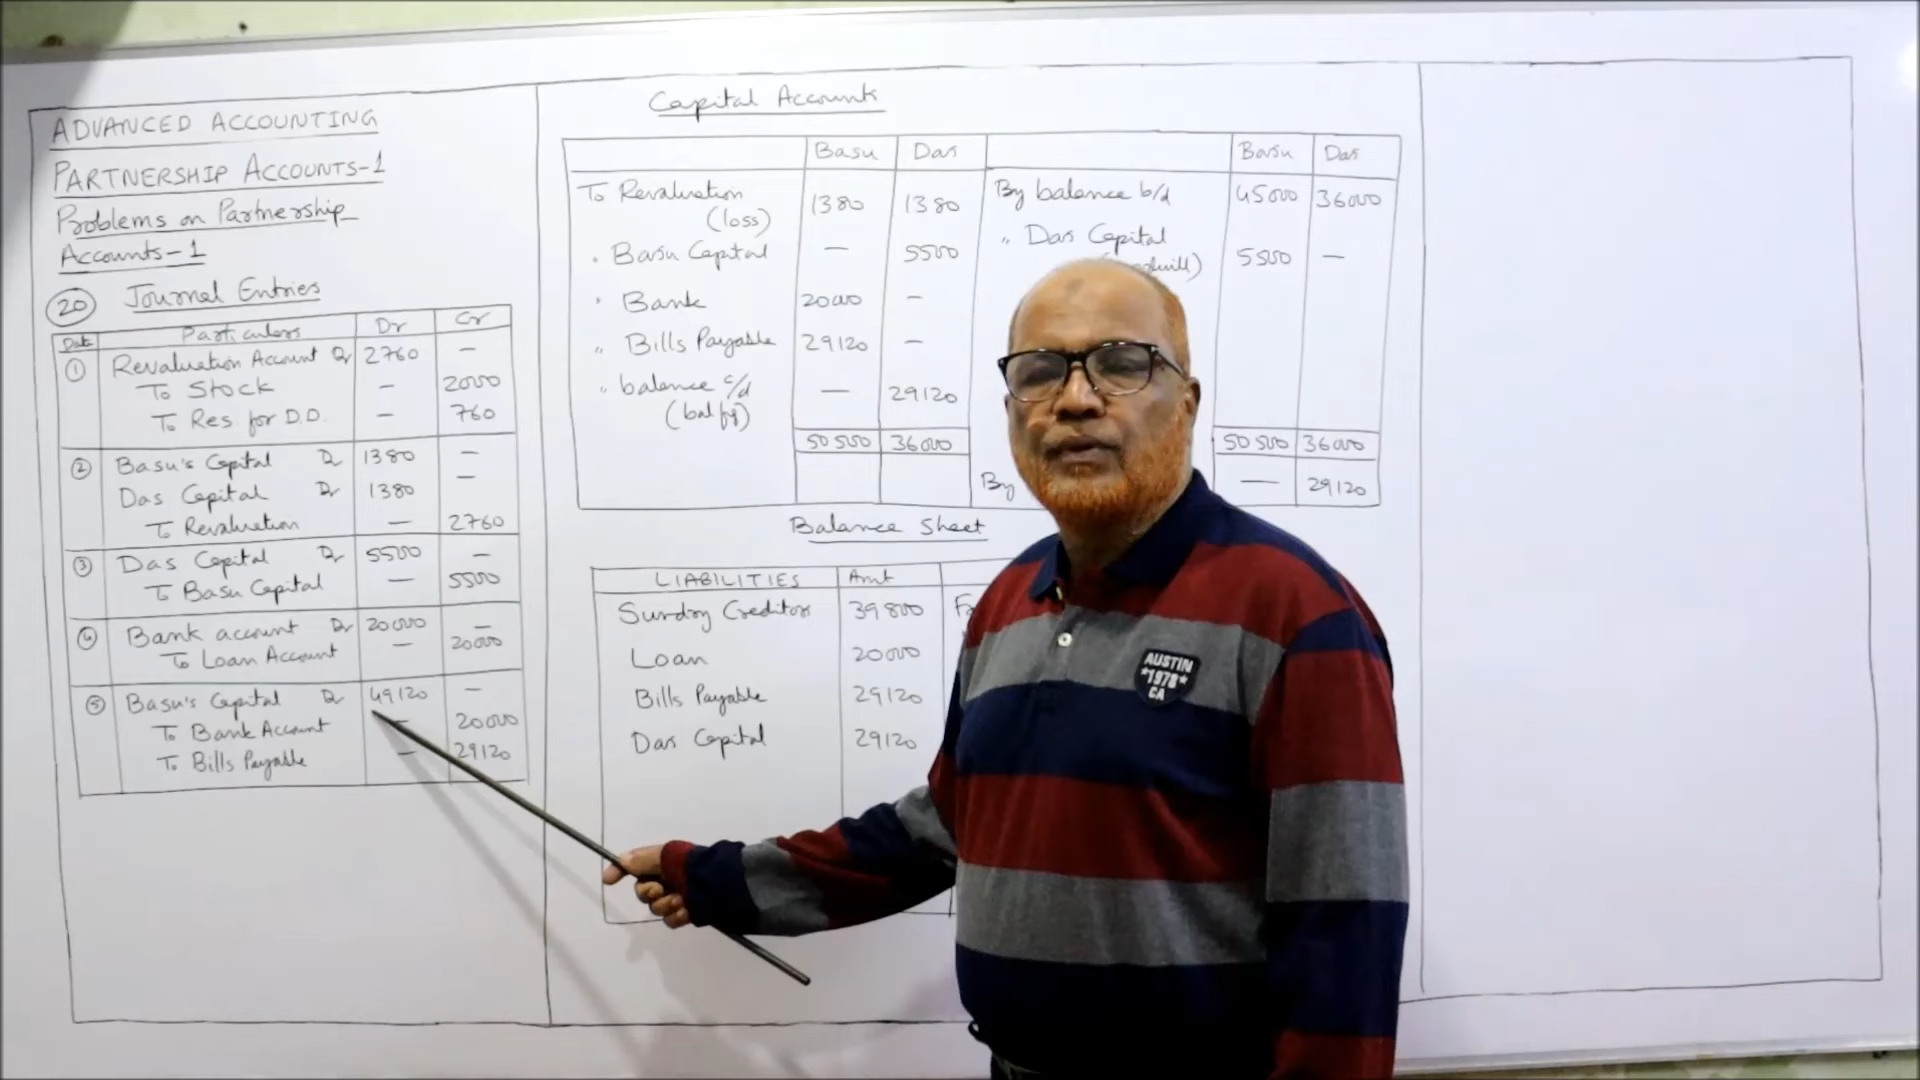 ADVANCED ACCOUNTING
PARTNERSHIP ACCOUNTS-1
Problems on Partnership
Accounts-1
20 Journal Entries
Date Particulars Dr Cr
1 Revaluation Account Dr 2760 —
To Stock — 2000
To Res. for D.D. — 760
2 Basu's Capital Dr 1380 —
Das Capital Dr 1380 —
To Revaluation — 2760
3 Das Capital Dr 5500 —
To Basu Capital — 5500
4 Bank account Dr 20000 —
To Loan Account — 20000
5 Basu's Capital Dr 49120 —
To Bank Account — 20000
To Bills Payable — 29120
Capital Accounts
Basu Das Basu Das
To Revaluation (loss) 1380 1380 By balance b/d 45000 36000
" Basu Capital — 5500 " Das Capital 5500 —
" Bank 20000 —
" Bills Payable 29120 —
" balance c/d (bal fig) — 29120
50500 36000 50500 36000
By — 29120
Balance Sheet
LIABILITIES Amt
Sundry Creditors 39800
Loan 20000
Bills Payable 29120
Das Capital 29120
AUSTIN
*1978*
CA